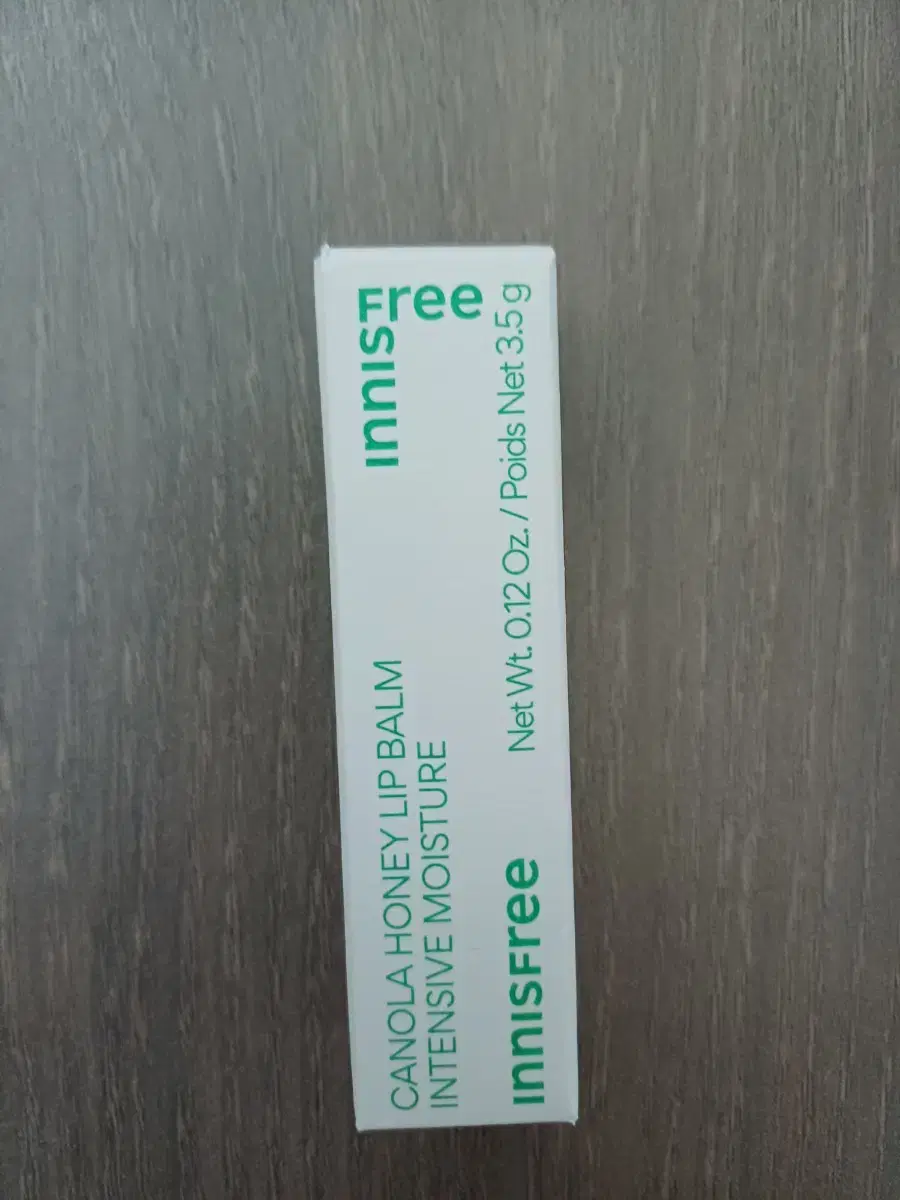 CANOLA HONEY LIP BALM
INTENSIVE MOISTURE
INNISFree
INNISFree
Net Wt. 0.12 Oz. / Poids Net 3.5 g